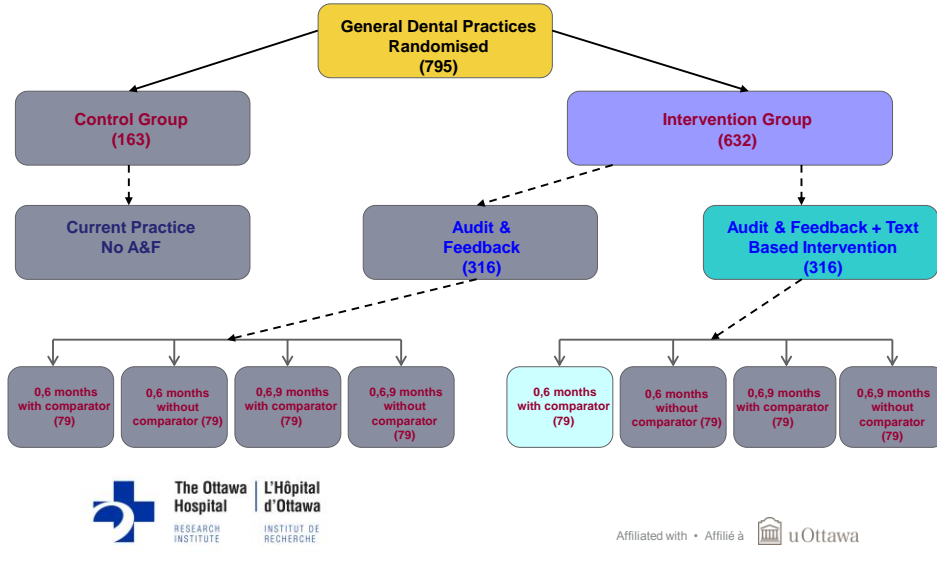 General Dental Practices
Randomised
(795)
Control Group
(163)
Intervention Group
(632)
Current Practice
No A&F
Audit &
Feedback
(316)
Audit & Feedback + Text
Based Intervention
(316)
0,6 months
with comparator
(79)
0,6 months
without
comparator (79)
0,6,9 months
with comparator
(79)
0,6,9 months
without
comparator
(79)
0,6 months
with comparator
(79)
0,6 months
without
comparator (79)
0,6,9 months
with comparator
(79)
0,6,9 months
without
comparator
(79)
The Ottawa
Hospital
RESEARCH
INSTITUTE
L'Hôpital
d'Ottawa
INSTITUT DE
RECHERCHE
Affiliated with • Affilié à
uOttawa